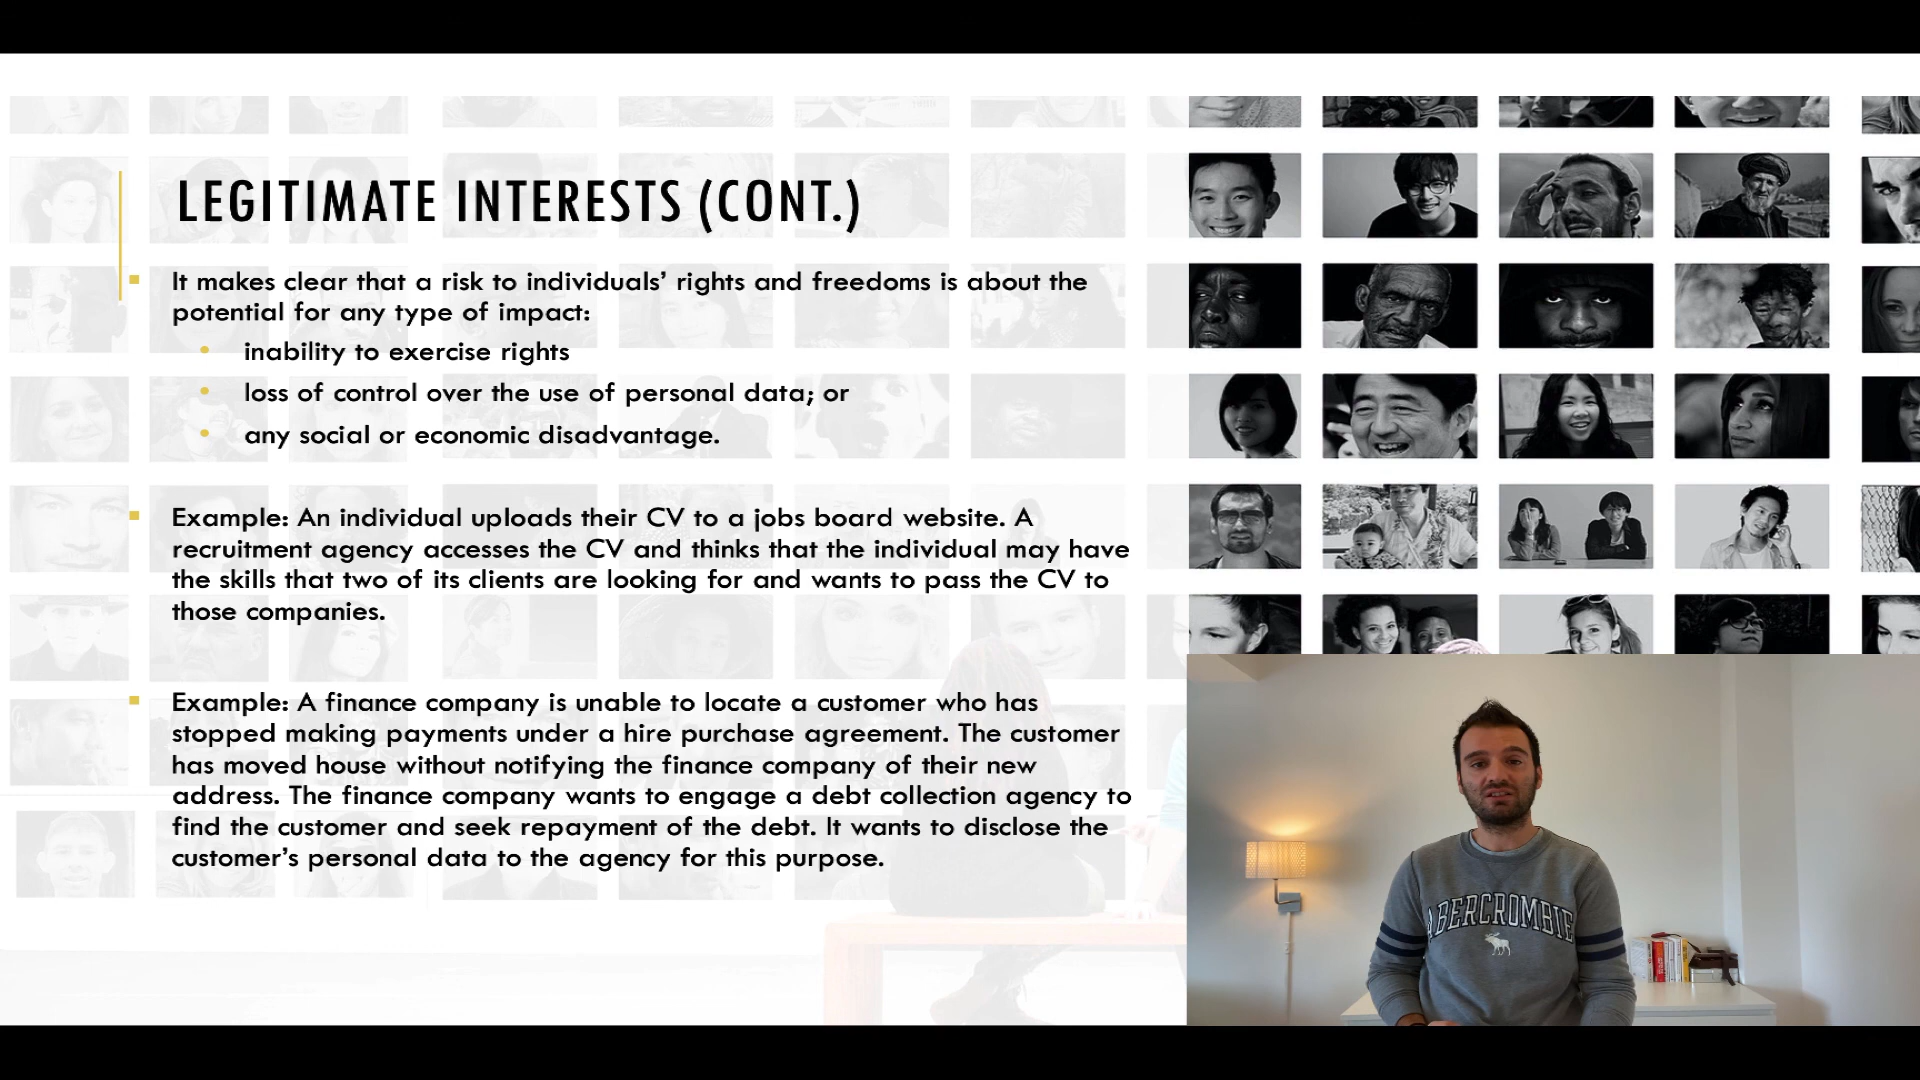 LEGITIMATE INTERESTS (CONT.)
It makes clear that a risk to individuals’ rights and freedoms is about the
potential for any type of impact:
inability to exercise rights
loss of control over the use of personal data; or
any social or economic disadvantage.
Example: An individual uploads their CV to a jobs board website. A
recruitment agency accesses the CV and thinks that the individual may have
the skills that two of its clients are looking for and wants to pass the CV to
those companies.
Example: A finance company is unable to locate a customer who has
stopped making payments under a hire purchase agreement. The customer
has moved house without notifying the finance company of their new
address. The finance company wants to engage a debt collection agency to
find the customer and seek repayment of the debt. It wants to disclose the
customer’s personal data to the agency for this purpose.
ABERCROMBIE